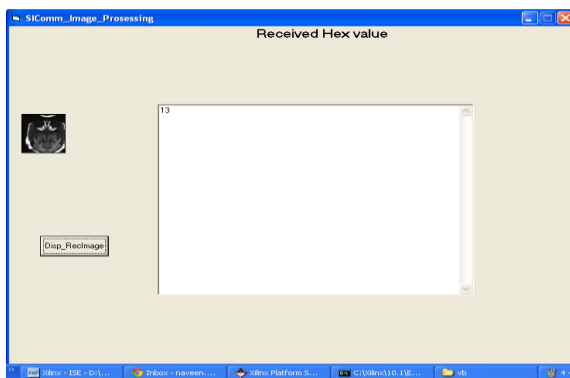 SIComm_Image_Prosessing
Received Hex value
13
Disp_RecImage
Xilinx - ISE - D:\...
Inbox - naveen....
Xilinx Platform S...
C:\Xilinx\10.1\E...
vb